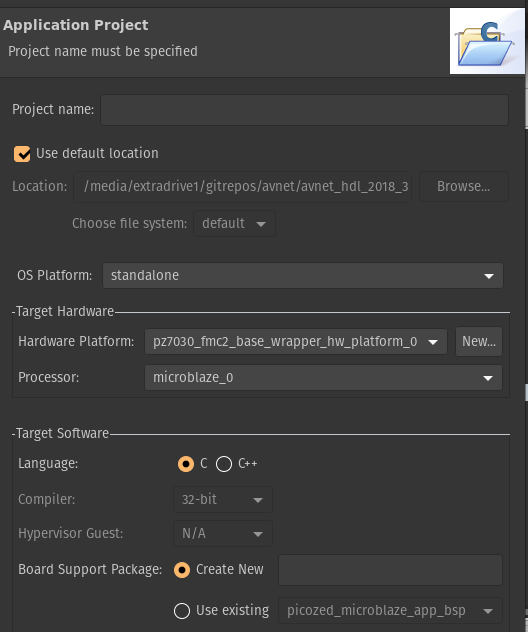 Application Project
Project name must be specified
Project name:
Use default location
Location: /media/extradrive1/gitrepos/avnet/avnet_hdl_2018_3 Browse...
Choose file system: default
OS Platform: standalone
Target Hardware
Hardware Platform: pz7030_fmc2_base_wrapper_hw_platform_0 New...
Processor: microblaze_0
Target Software
Language: C C++
Compiler: 32-bit
Hypervisor Guest: N/A
Board Support Package: Create New
Use existing picozed_microblaze_app_bsp